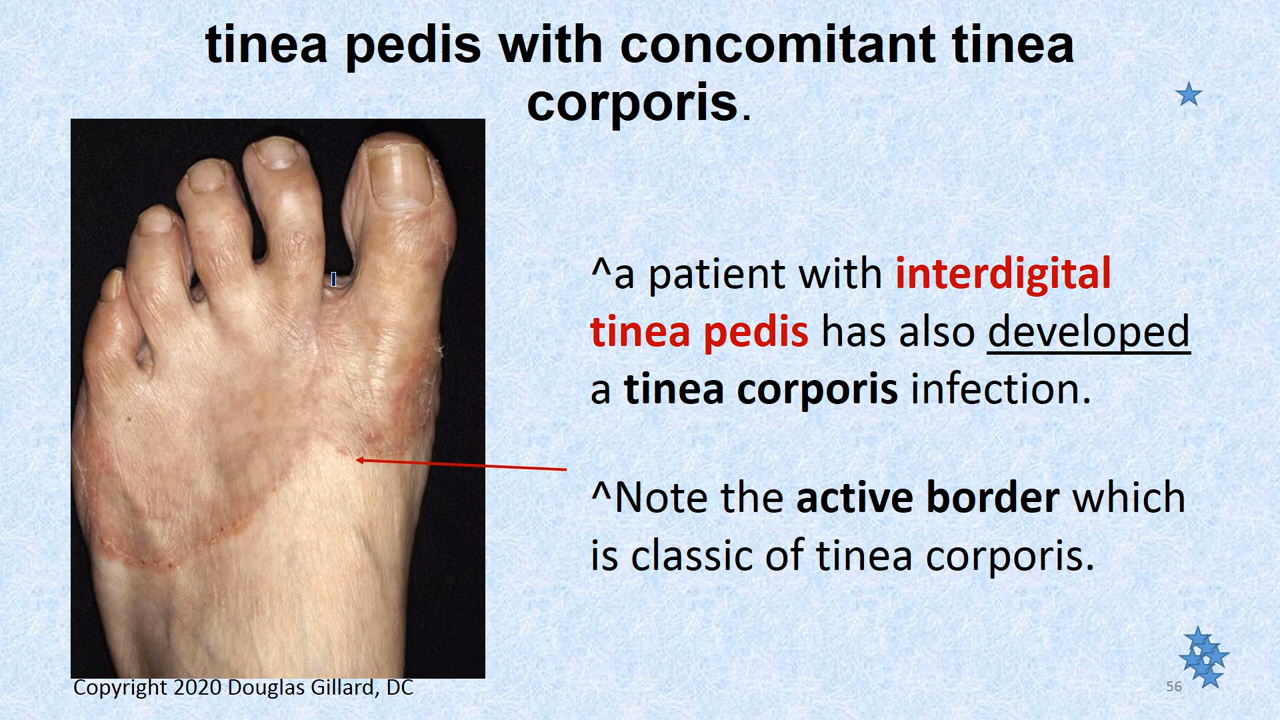 tinea pedis with concomitant tinea
corporis.
^a patient with interdigital
tinea pedis has also developed
a tinea corporis infection.
^Note the active border which
is classic of tinea corporis.
Copyright 2020 Douglas Gillard, DC
56